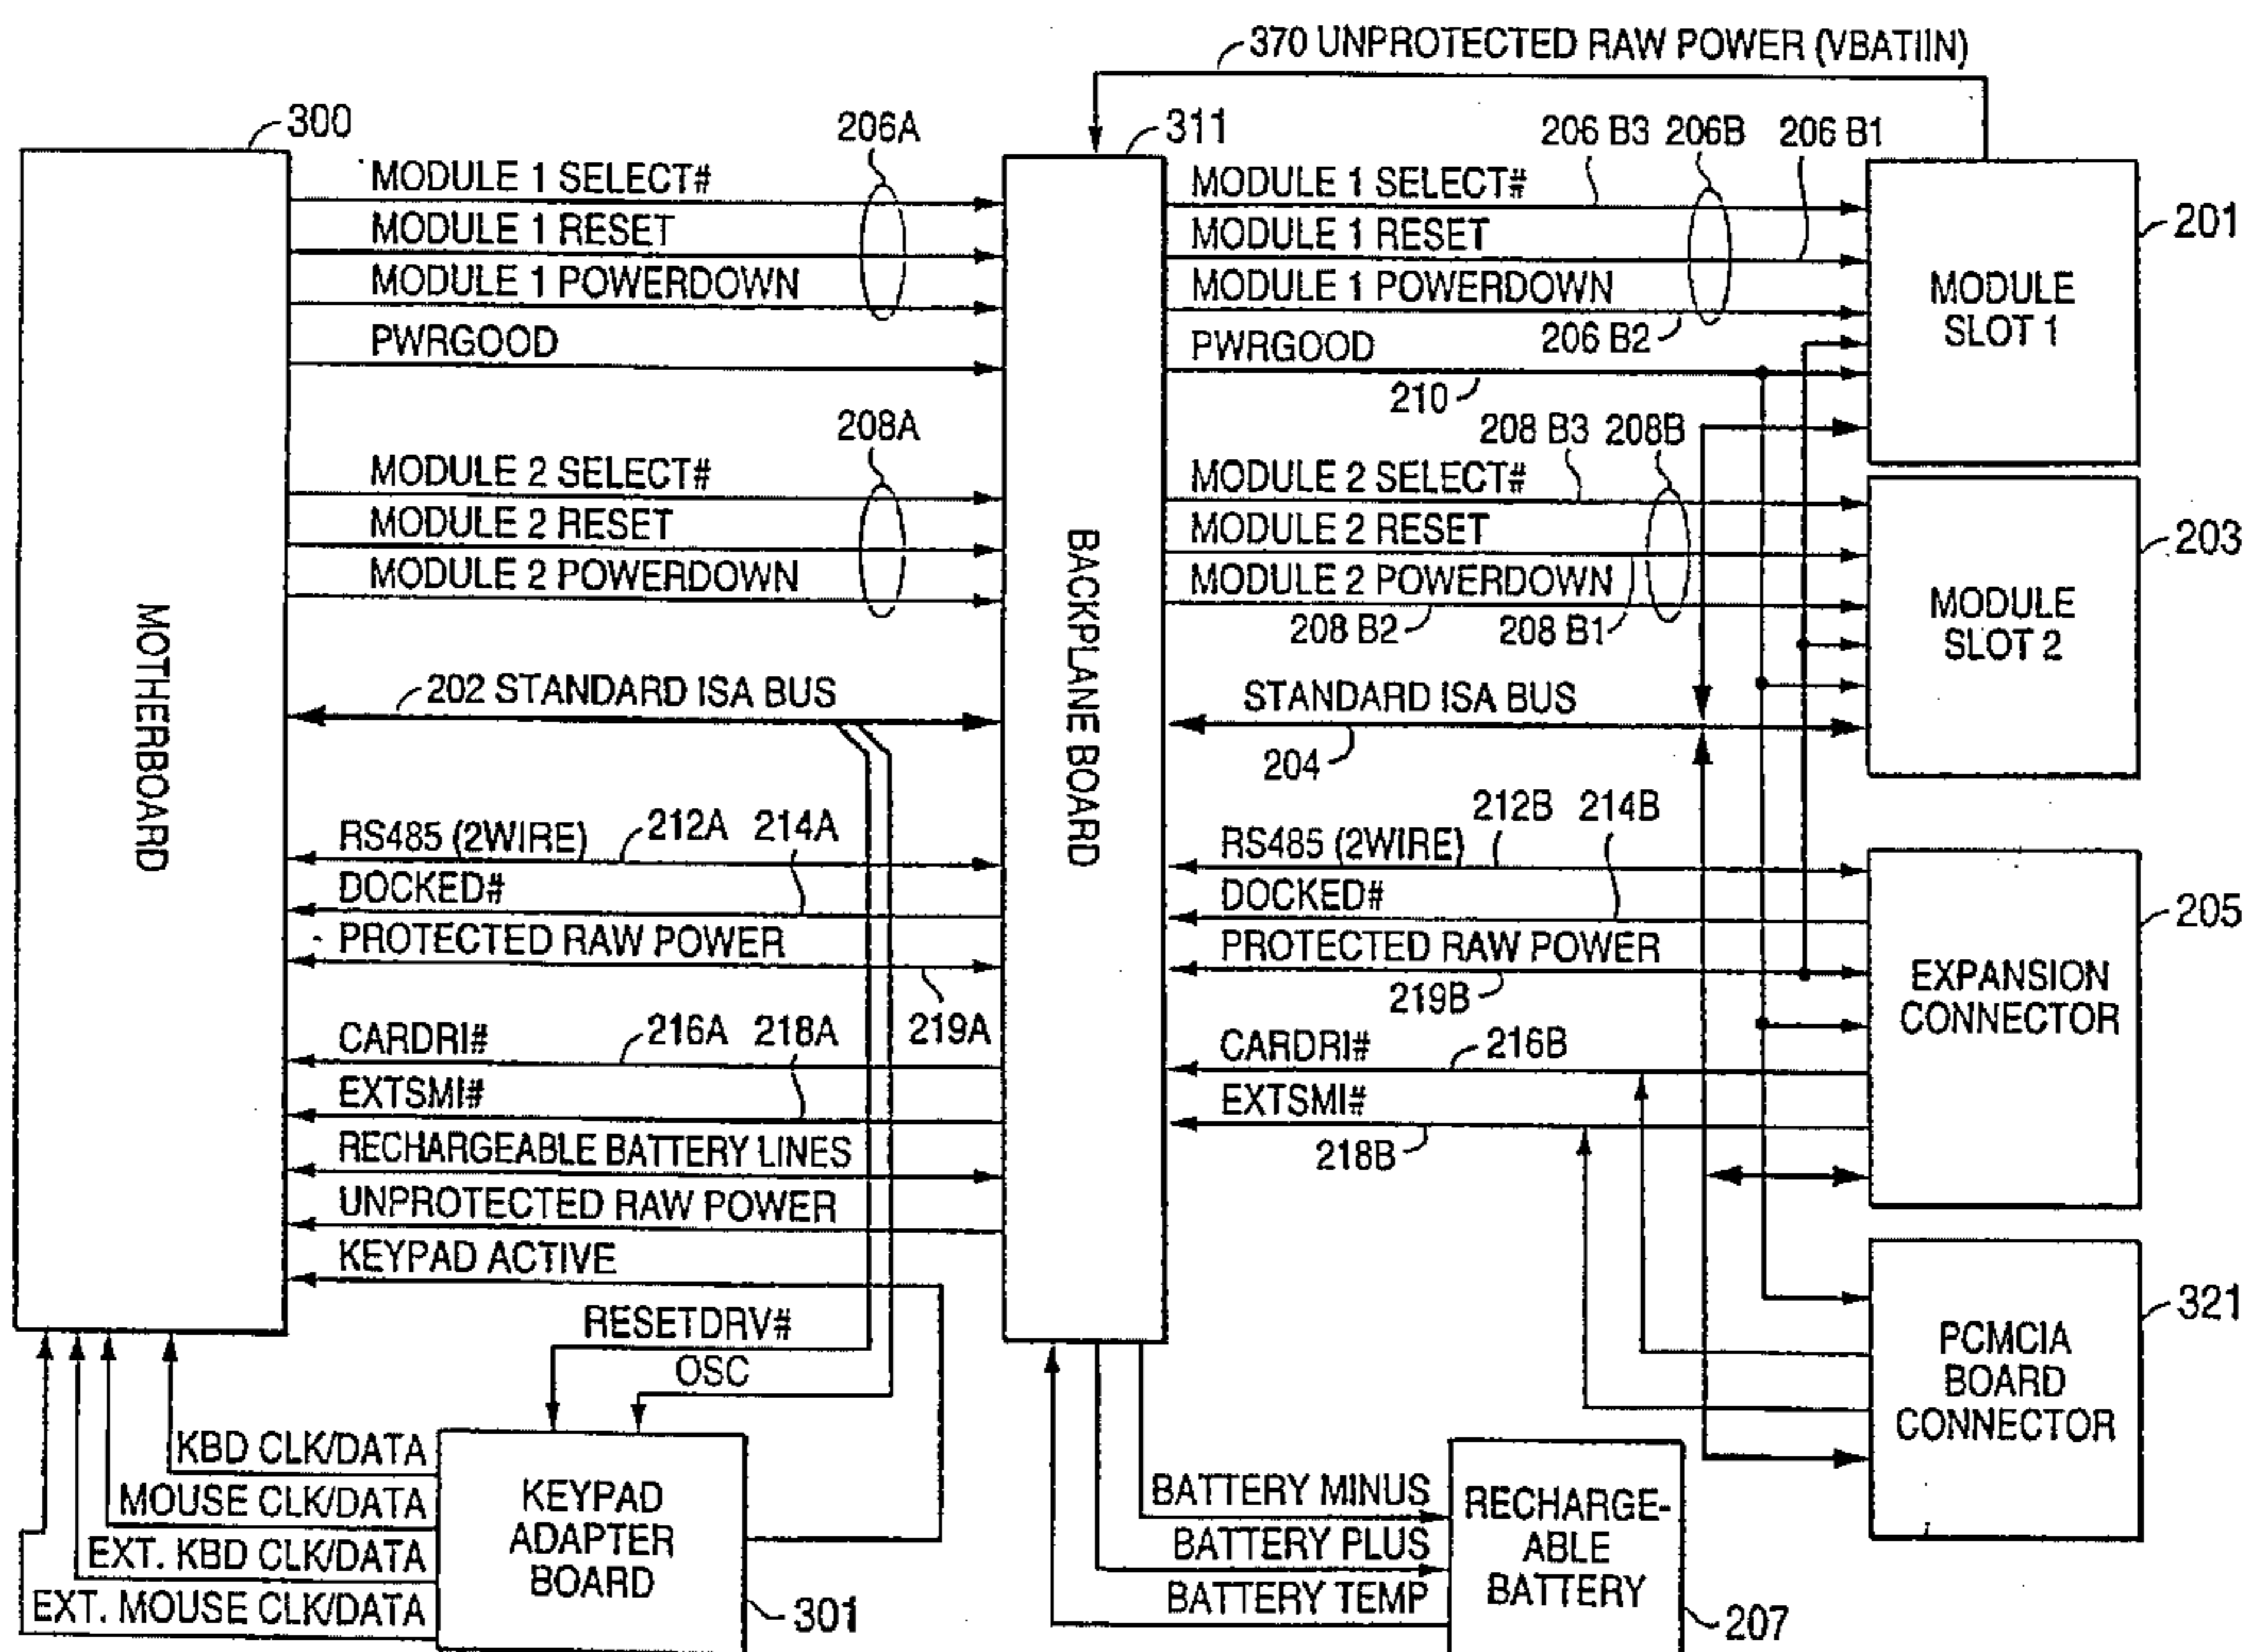 370 UNPROTECTED RAW POWER (VBATIIN)
300
206A
311
206 B3 206B 206 B1
MODULE 1 SELECT#
MODULE 1 RESET
MODULE 1 POWERDOWN
PWRGOOD
MODULE 1 SELECT#
MODULE 1 RESET
MODULE 1 POWERDOWN
206 B2
PWRGOOD
210
MODULE
SLOT 1
201
208A
MODULE 2 SELECT#
MODULE 2 RESET
MODULE 2 POWERDOWN
208 B3 208B
MODULE 2 SELECT#
MODULE 2 RESET
MODULE 2 POWERDOWN
208 B2
208 B1
MODULE
SLOT 2
203
MOTHERBOARD
BACKPLANE BOARD
202 STANDARD ISA BUS
STANDARD ISA BUS
204
RS485 (2WIRE)
212A 214A
DOCKED#
PROTECTED RAW POWER
219A
RS485 (2WIRE)
212B 214B
DOCKED#
PROTECTED RAW POWER
219B
EXPANSION
CONNECTOR
205
CARDRI#
216A 218A
EXTSMI#
RECHARGEABLE BATTERY LINES
UNPROTECTED RAW POWER
KEYPAD ACTIVE
CARDRI#
216B
EXTSMI#
218B
PCMCIA
BOARD
CONNECTOR
321
RESETDRV#
OSC
KBD CLK/DATA
MOUSE CLK/DATA
EXT. KBD CLK/DATA
EXT. MOUSE CLK/DATA
KEYPAD
ADAPTER
BOARD
301
BATTERY MINUS
BATTERY PLUS
BATTERY TEMP
RECHARGE-
ABLE
BATTERY
207